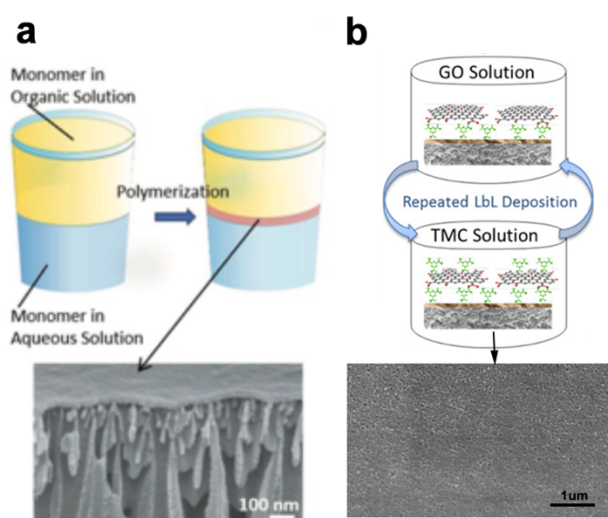 a
Monomer in
Organic Solution
Polymerization
Monomer in
Aqueous Solution
100 nm
b
GO Solution
Repeated LbL Deposition
TMC Solution
1um